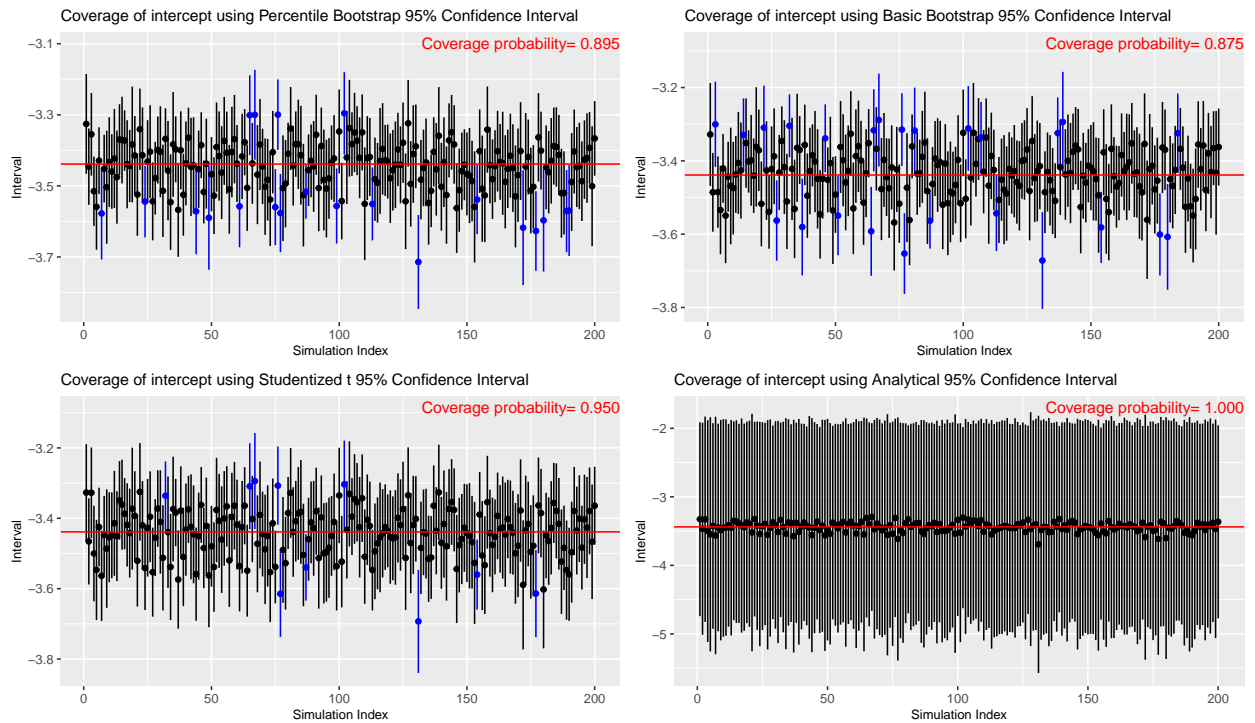 Coverage of intercept using Percentile Bootstrap 95% Confidence Interval
Coverage probability= 0.895
−3.1
−3.3
−3.5
−3.7
Interval
0 50 100 150 200
Simulation Index
Coverage of intercept using Basic Bootstrap 95% Confidence Interval
Coverage probability= 0.875
−3.2
−3.4
−3.6
−3.8
Interval
0 50 100 150 200
Simulation Index
Coverage of intercept using Studentized t 95% Confidence Interval
Coverage probability= 0.950
−3.2
−3.4
−3.6
−3.8
Interval
0 50 100 150 200
Simulation Index
Coverage of intercept using Analytical 95% Confidence Interval
Coverage probability= 1.000
−2
−3
−4
−5
Interval
0 50 100 150 200
Simulation Index